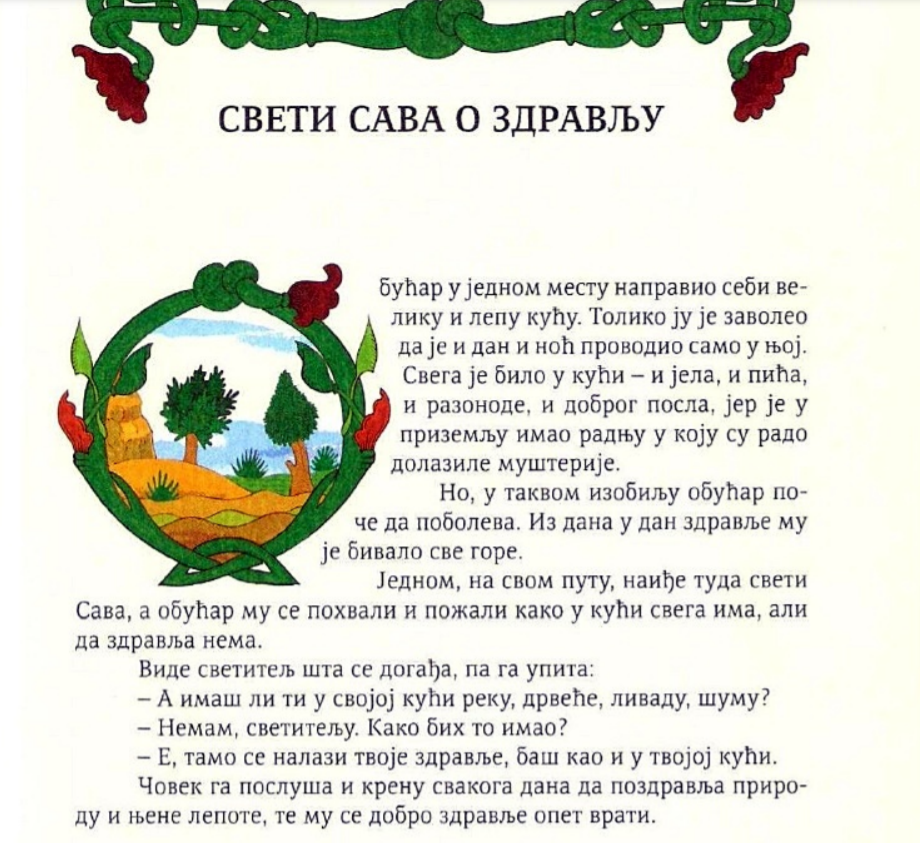 СВЕТИ САВА О ЗДРАВЉУ
бућар у једном месту направио себи ве-
лику и лепу кућу. Толико ју је заволео
да је и дан и ноћ проводио само у њој.
Свега је било у кући – и јела, и пића,
и разоноде, и доброг посла, јер је у
приземљу имао радњу у коју су радо
долазиле муштерије.
Но, у таквом изобиљу обућар по-
че да поболева. Из дана у дан здравље му
је бивало све горе.
Једном, на свом путу, наиђе туда свети
Сава, а обућар му се похвали и пожали како у кући свега има, али
да здравља нема.
Виде светитељ шта се догађа, па га упита:
– А имаш ли ти у својој кући реку, дрвеће, ливаду, шуму?
– Немам, светитељу. Како бих то имао?
– Е, тамо се налази твоје здравље, баш као и у твојој кући.
Човек га послуша и крену свакога дана да поздравља приро-
ду и њене лепоте, те му се добро здравље опет врати.